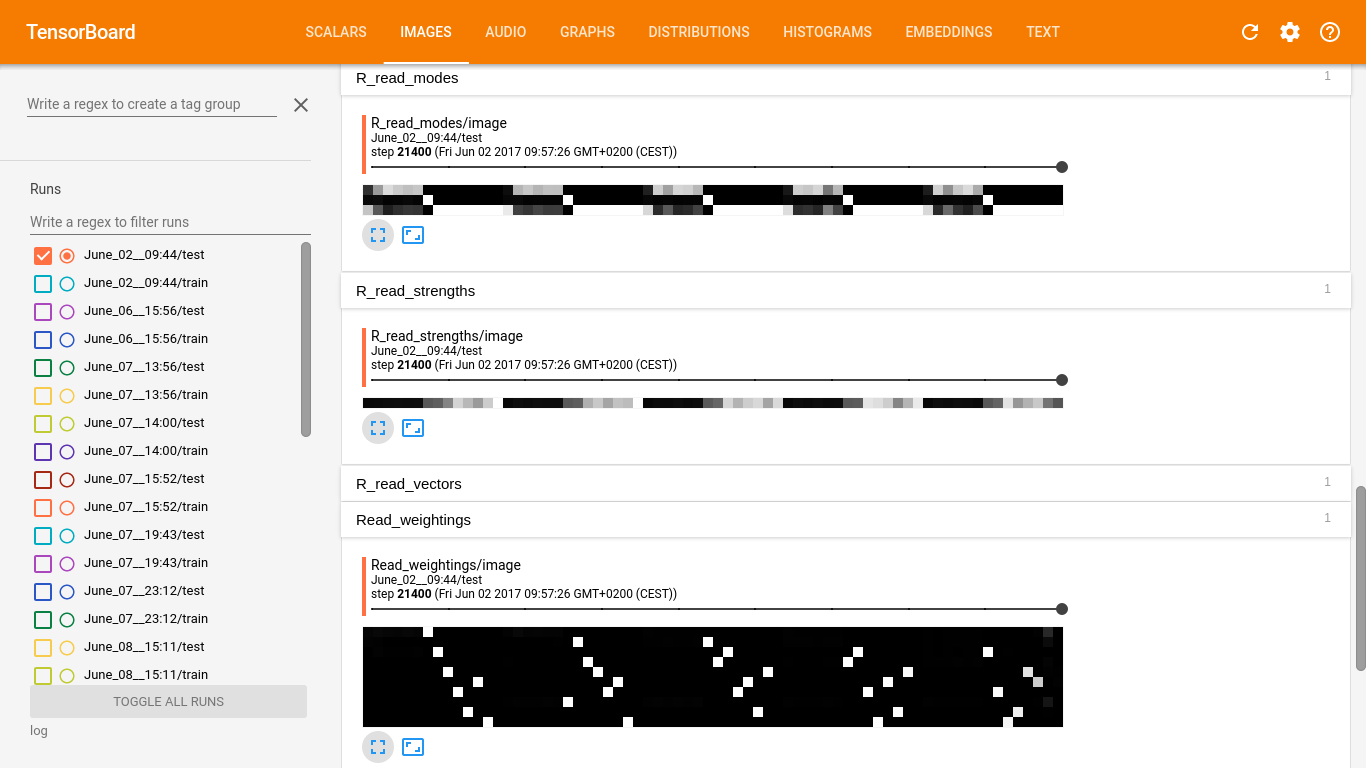 TensorBoard
SCALARS
IMAGES
AUDIO
GRAPHS
DISTRIBUTIONS
HISTOGRAMS
EMBEDDINGS
TEXT
Write a regex to create a tag group
Runs
Write a regex to filter runs
June_02__09:44/test
June_02__09:44/train
June_06__15:56/test
June_06__15:56/train
June_07__13:56/test
June_07__13:56/train
June_07__14:00/test
June_07__14:00/train
June_07__15:52/test
June_07__15:52/train
June_07__19:43/test
June_07__19:43/train
June_07__23:12/test
June_07__23:12/train
June_08__15:11/test
June_08__15:11/train
TOGGLE ALL RUNS
log
R_read_modes 1
R_read_modes/image
June_02__09:44/test
step 21400 (Fri Jun 02 2017 09:57:26 GMT+0200 (CEST))
R_read_strengths 1
R_read_strengths/image
June_02__09:44/test
step 21400 (Fri Jun 02 2017 09:57:26 GMT+0200 (CEST))
R_read_vectors 1
Read_weightings 1
Read_weightings/image
June_02__09:44/test
step 21400 (Fri Jun 02 2017 09:57:26 GMT+0200 (CEST))